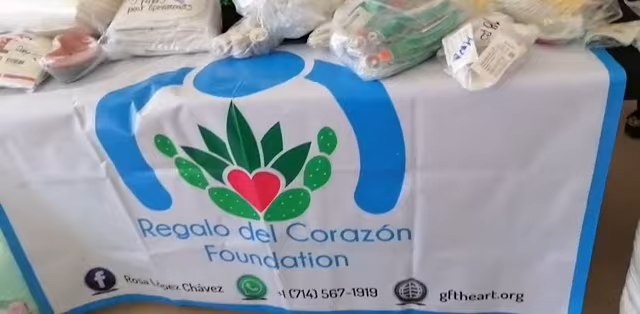 Regalo del Corazón
Foundation
Rosa López Chávez
+1 (714) 567-1919
gftheart.org